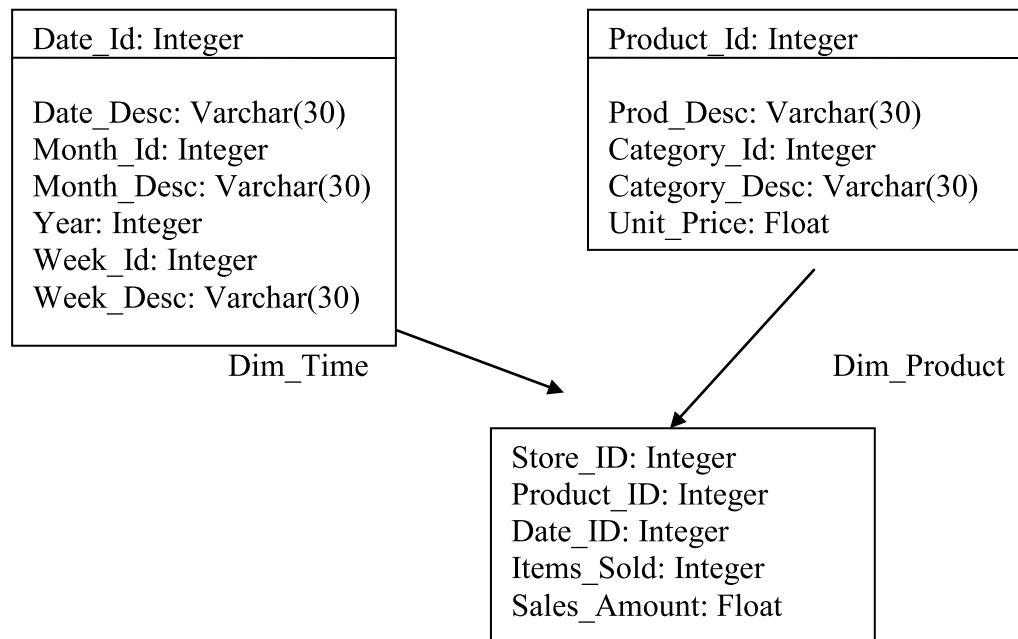 Date_Id: Integer
Date_Desc: Varchar(30)
Month_Id: Integer
Month_Desc: Varchar(30)
Year: Integer
Week_Id: Integer
Week_Desc: Varchar(30)
Dim_Time
Product_Id: Integer
Prod_Desc: Varchar(30)
Category_Id: Integer
Category_Desc: Varchar(30)
Unit_Price: Float
Dim_Product
Store_ID: Integer
Product_ID: Integer
Date_ID: Integer
Items_Sold: Integer
Sales_Amount: Float